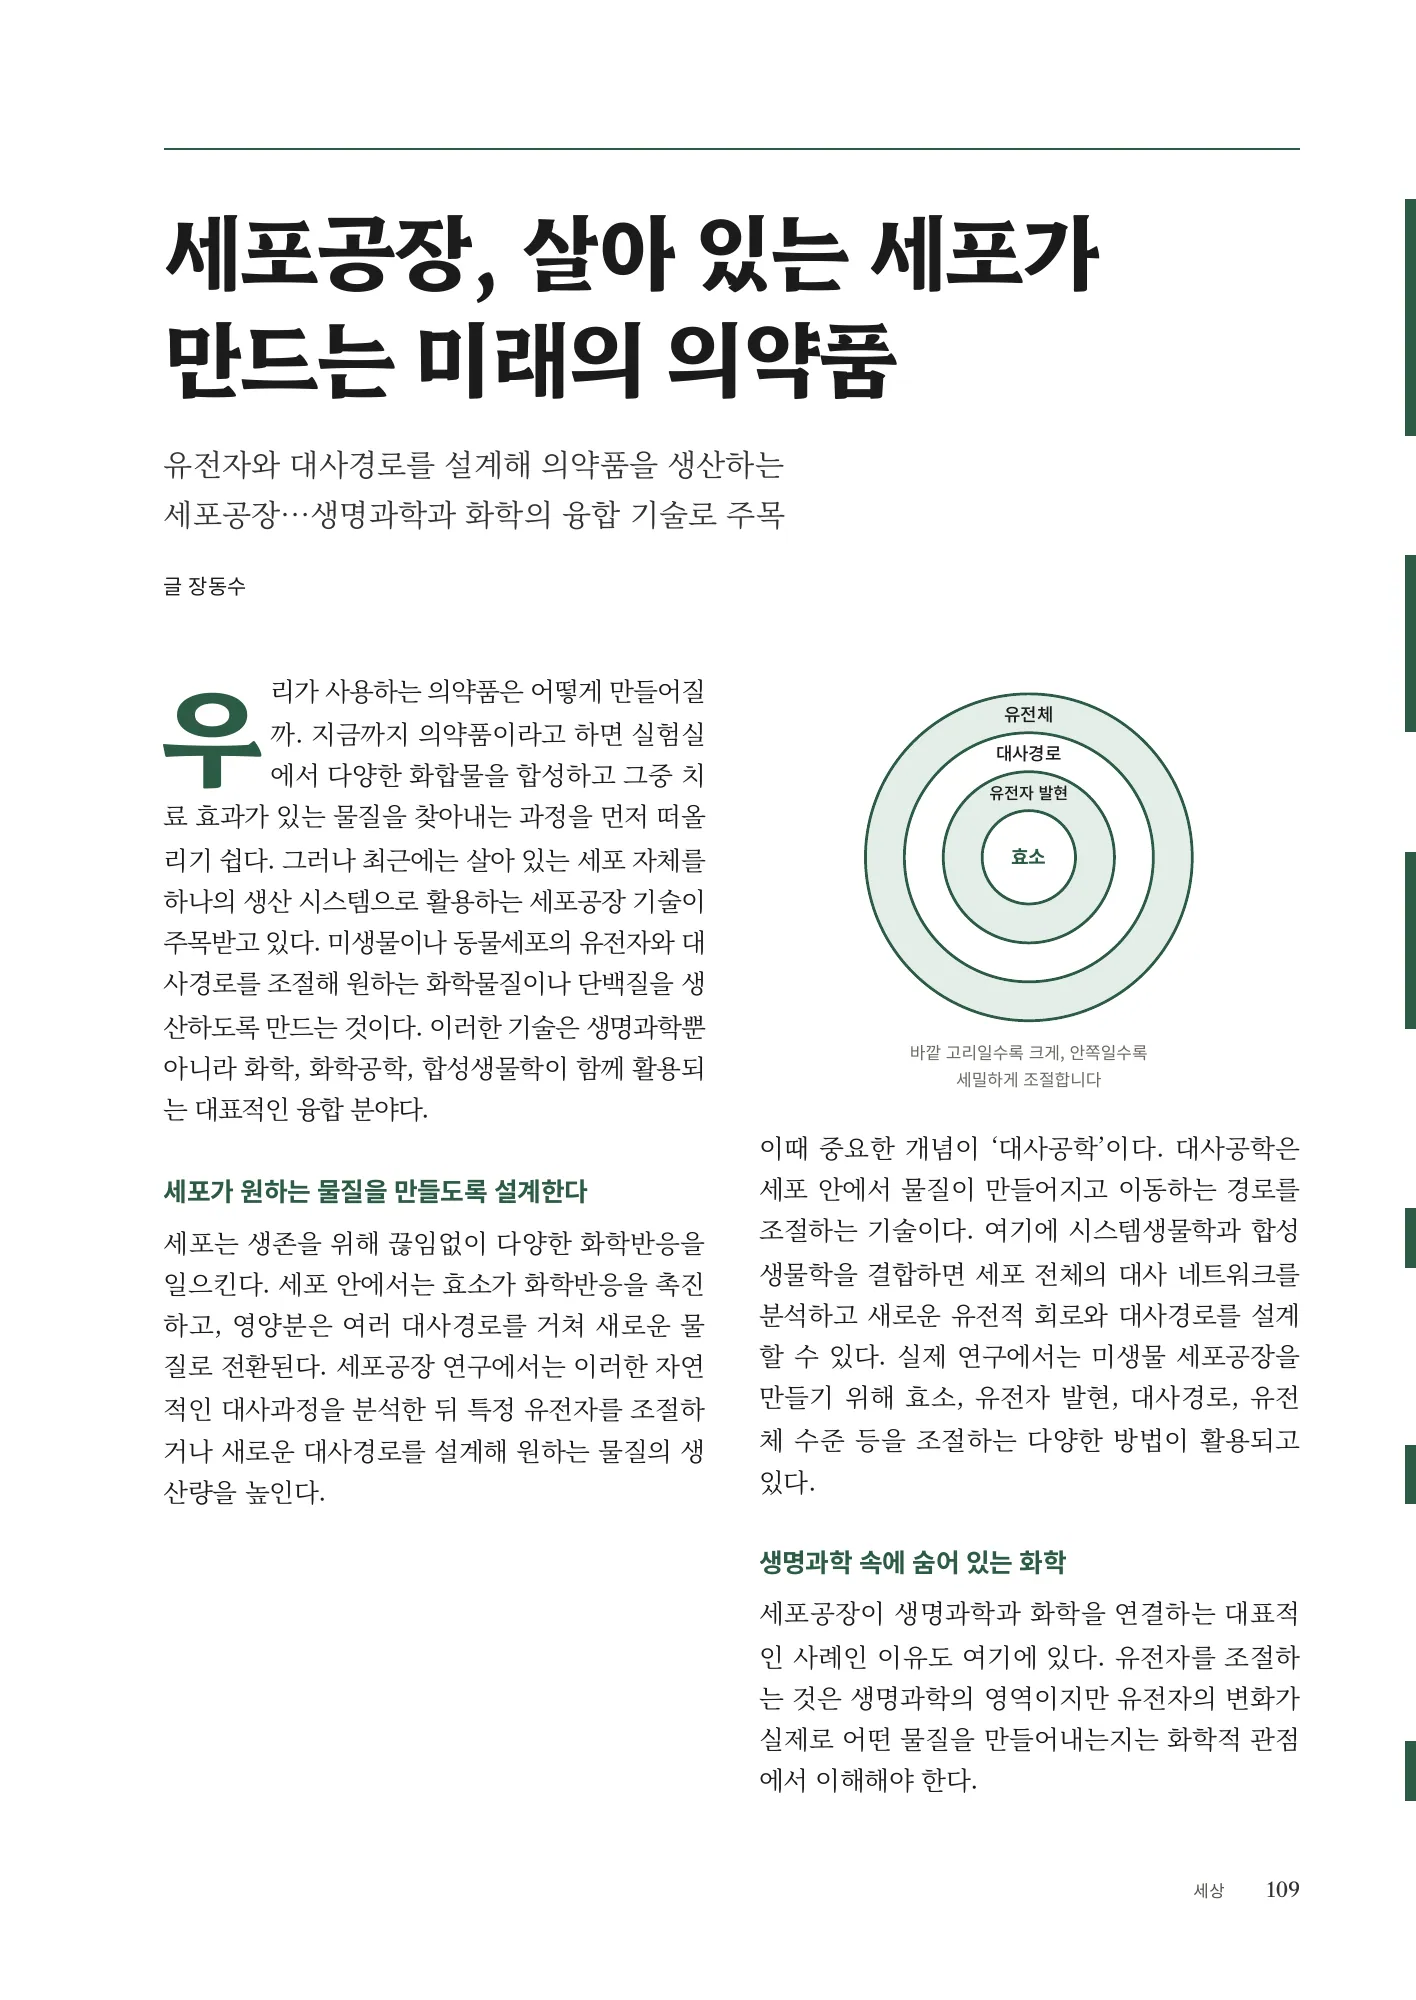 세포공장, 살아 있는 세포가
만드는 미래의 의약품
유전자와 대사경로를 설계해 의약품을 생산하는
세포공장…생명과학과 화학의 융합 기술로 주목
글 장동수
우리가 사용하는 의약품은 어떻게 만들어질
까. 지금까지 의약품이라고 하면 실험실
에서 다양한 화합물을 합성하고 그중 치
료 효과가 있는 물질을 찾아내는 과정을 먼저 떠올
리기 쉽다. 그러나 최근에는 살아 있는 세포 자체를
하나의 생산 시스템으로 활용하는 세포공장 기술이
주목받고 있다. 미생물이나 동물세포의 유전자와 대
사경로를 조절해 원하는 화학물질이나 단백질을 생
산하도록 만드는 것이다. 이러한 기술은 생명과학뿐
아니라 화학, 화학공학, 합성생물학이 함께 활용되
는 대표적인 융합 분야다.
세포가 원하는 물질을 만들도록 설계한다
세포는 생존을 위해 끊임없이 다양한 화학반응을
일으킨다. 세포 안에서는 효소가 화학반응을 촉진
하고, 영양분은 여러 대사경로를 거쳐 새로운 물
질로 전환된다. 세포공장 연구에서는 이러한 자연
적인 대사과정을 분석한 뒤 특정 유전자를 조절하
거나 새로운 대사경로를 설계해 원하는 물질의 생
산량을 높인다.
유전체
대사경로
유전자 발현
효소
바깥 고리일수록 크게, 안쪽일수록
세밀하게 조절합니다
이때 중요한 개념이 ‘대사공학’이다. 대사공학은
세포 안에서 물질이 만들어지고 이동하는 경로를
조절하는 기술이다. 여기에 시스템생물학과 합성
생물학을 결합하면 세포 전체의 대사 네트워크를
분석하고 새로운 유전적 회로와 대사경로를 설계
할 수 있다. 실제 연구에서는 미생물 세포공장을
만들기 위해 효소, 유전자 발현, 대사경로, 유전
체 수준 등을 조절하는 다양한 방법이 활용되고
있다.
생명과학 속에 숨어 있는 화학
세포공장이 생명과학과 화학을 연결하는 대표적
인 사례인 이유도 여기에 있다. 유전자를 조절하
는 것은 생명과학의 영역이지만 유전자의 변화가
실제로 어떤 물질을 만들어내는지는 화학적 관점
에서 이해해야 한다.
세상 109